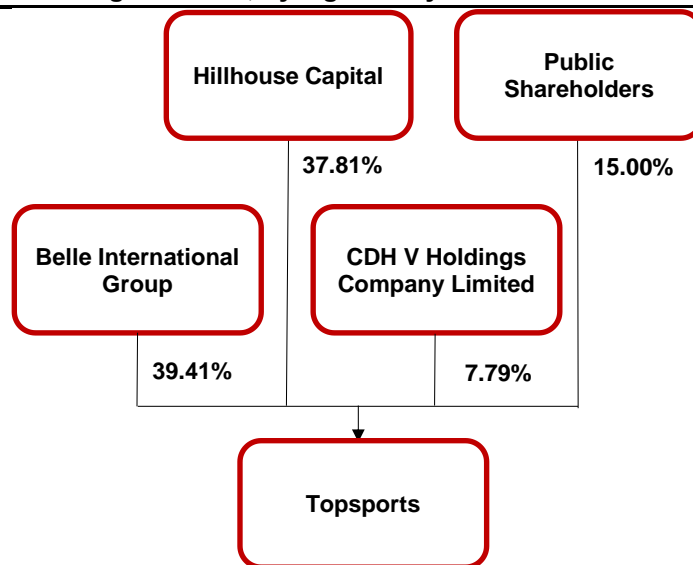 Hillhouse Capital
Public
Shareholders
37.81%
15.00%
Belle International
Group
CDH V Holdings
Company Limited
39.41%
7.79%
Topsports